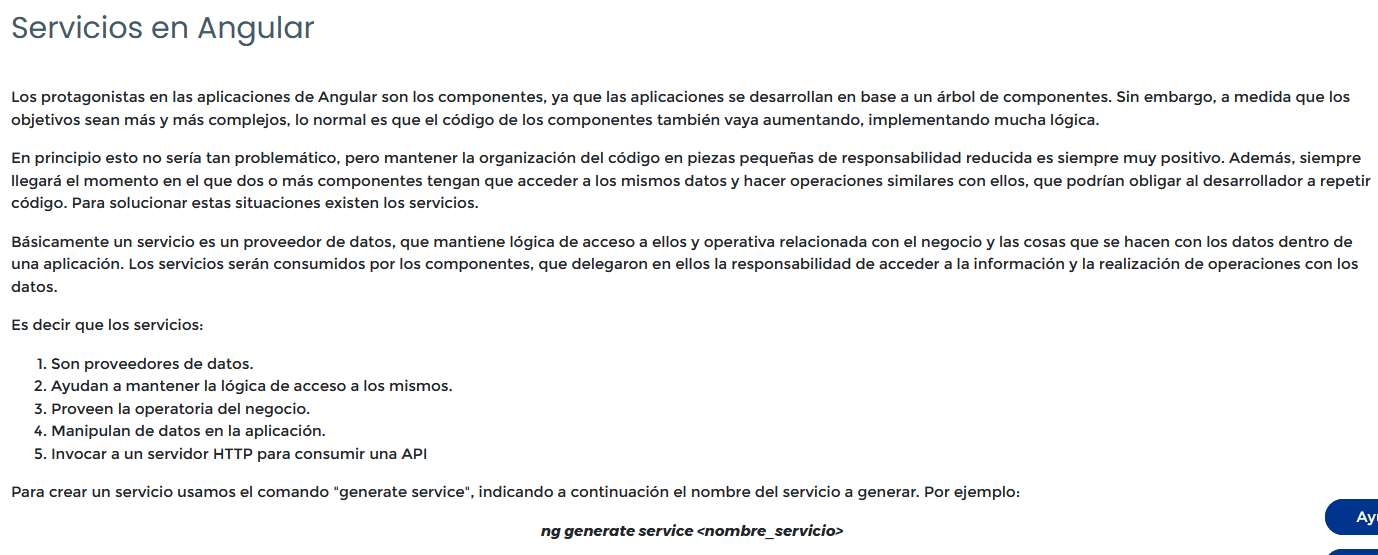 Servicios en Angular
Los protagonistas en las aplicaciones de Angular son los componentes, ya que las aplicaciones se desarrollan en base a un árbol de componentes. Sin embargo, a medida que los
objetivos sean más y más complejos, lo normal es que el código de los componentes también vaya aumentando, implementando mucha lógica.
En principio esto no sería tan problemático, pero mantener la organización del código en piezas pequeñas de responsabilidad reducida es siempre muy positivo. Además, siempre
llegará el momento en el que dos o más componentes tengan que acceder a los mismos datos y hacer operaciones similares con ellos, que podrían obligar al desarrollador a repetir
código. Para solucionar estas situaciones existen los servicios.
Básicamente un servicio es un proveedor de datos, que mantiene lógica de acceso a ellos y operativa relacionada con el negocio y las cosas que se hacen con los datos dentro de
una aplicación. Los servicios serán consumidos por los componentes, que delegaron en ellos la responsabilidad de acceder a la información y la realización de operaciones con los
datos.
Es decir que los servicios:
1. Son proveedores de datos.
2. Ayudan a mantener la lógica de acceso a los mismos.
3. Proveen la operatoria del negocio.
4. Manipulan de datos en la aplicación.
5. Invocar a un servidor HTTP para consumir una API
Para crear un servicio usamos el comando "generate service", indicando a continuación el nombre del servicio a generar. Por ejemplo:
ng generate service <nombre_servicio>